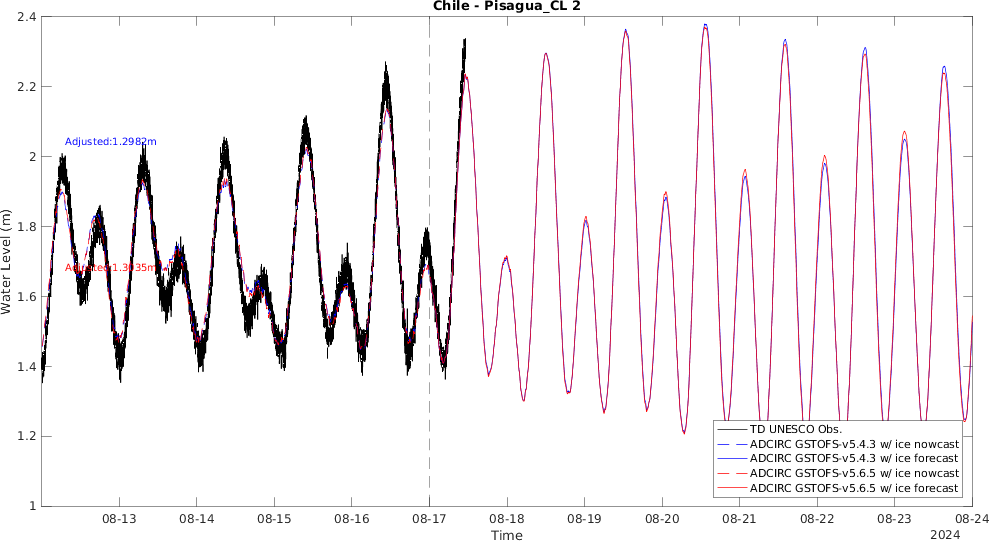 Chile - Pisagua_CL 2
2.4
2.2
2
1.8
1.6
1.4
1.2
1
Water Level (m)
Adjusted:1.2982m
Adjusted:1.3035m
TD UNESCO Obs.
ADCIRC GSTOFS-v5.4.3 w/ ice nowcast
ADCIRC GSTOFS-v5.4.3 w/ ice forecast
ADCIRC GSTOFS-v5.6.5 w/ ice nowcast
ADCIRC GSTOFS-v5.6.5 w/ ice forecast
08-13 08-14 08-15 08-16 08-17 08-18 08-19 08-20 08-21 08-22 08-23 08-24
Time
2024